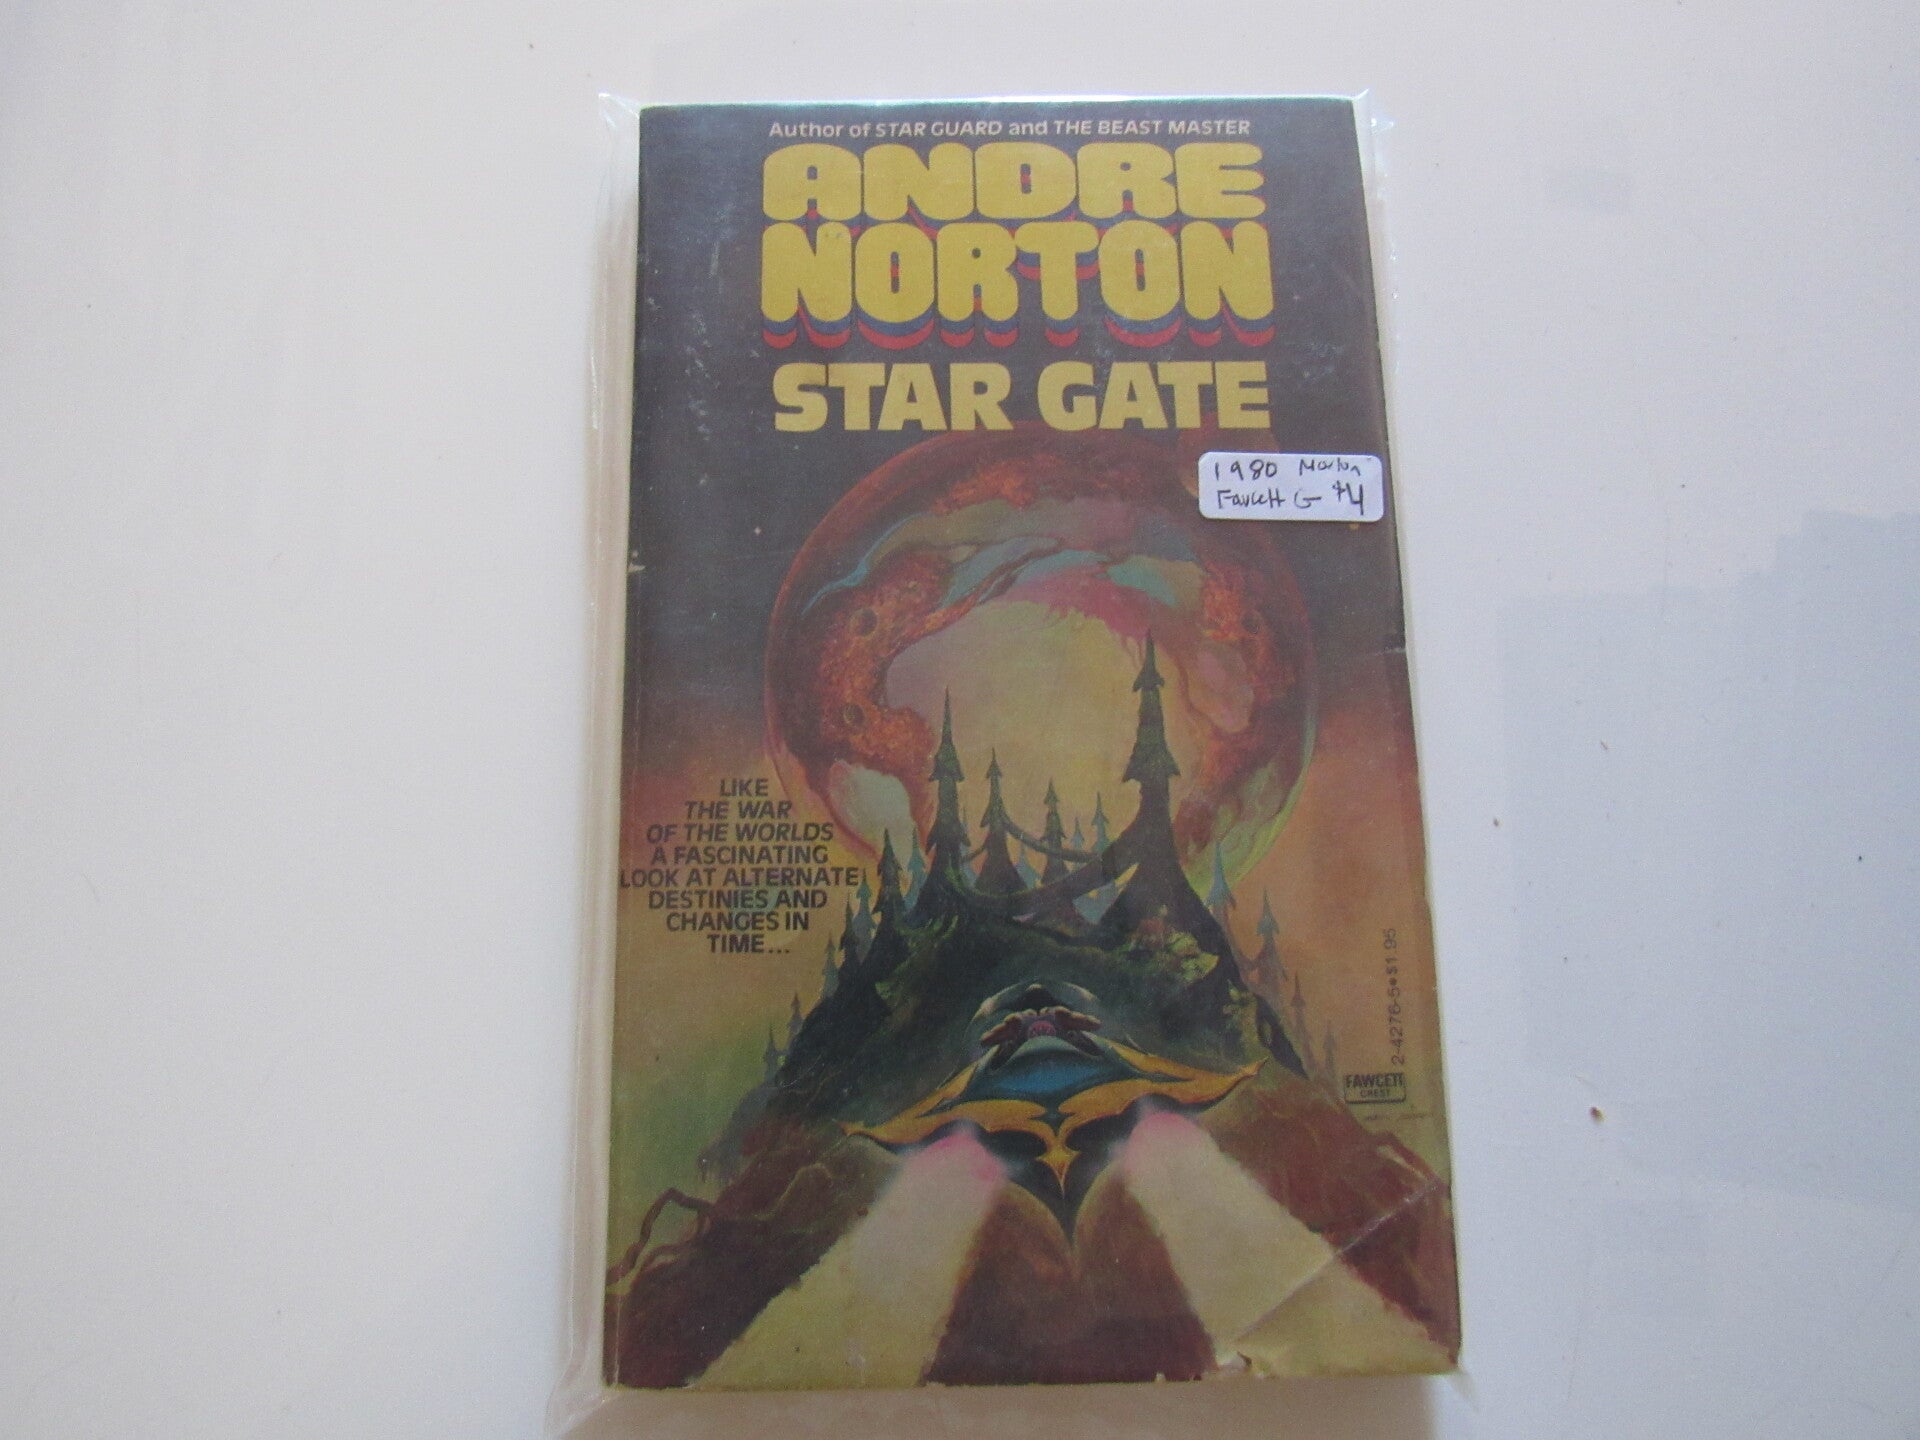 Author of STAR GUARD and THE BEAST MASTER
ANDRE
NORTON
STAR GATE
1980 Norton
Fawcett G $4
LIKE
THE WAR
OF THE WORLDS
A FASCINATING
LOOK AT ALTERNATE
DESTINIES AND
CHANGES IN
TIME...
2-4276-5•$1.95
FAWCETT
CREST